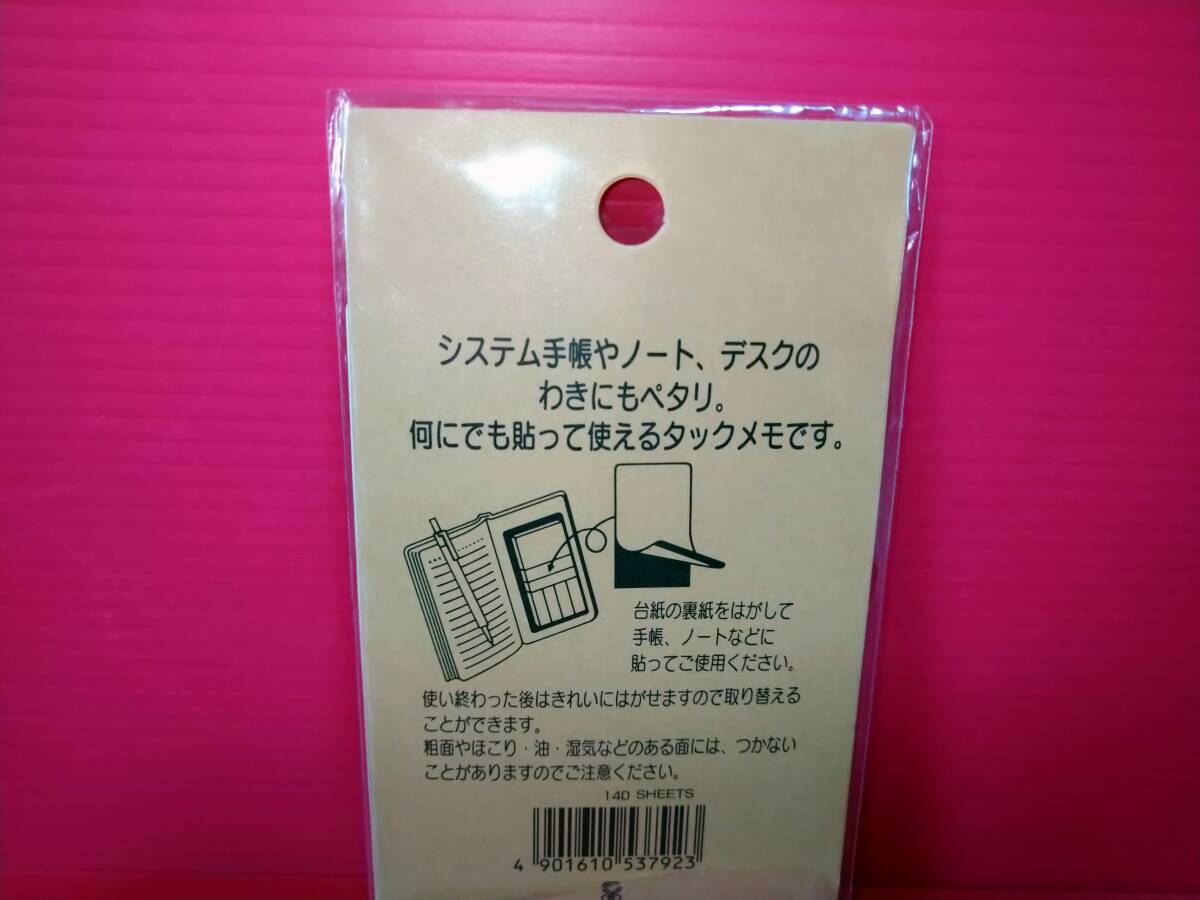 システム手帳やノート、デスクの
わきにもペタリ。
何にでも貼って使えるタックメモです。
台紙の裏紙をはがして
手帳、ノートなどに
貼ってご使用ください。
使い終わった後はきれいにはがせますので取り替える
ことができます。
粗面やほこり・油・湿気などのある面には、つかない
ことがありますのでご注意ください。
140 SHEETS
4 901610 537923